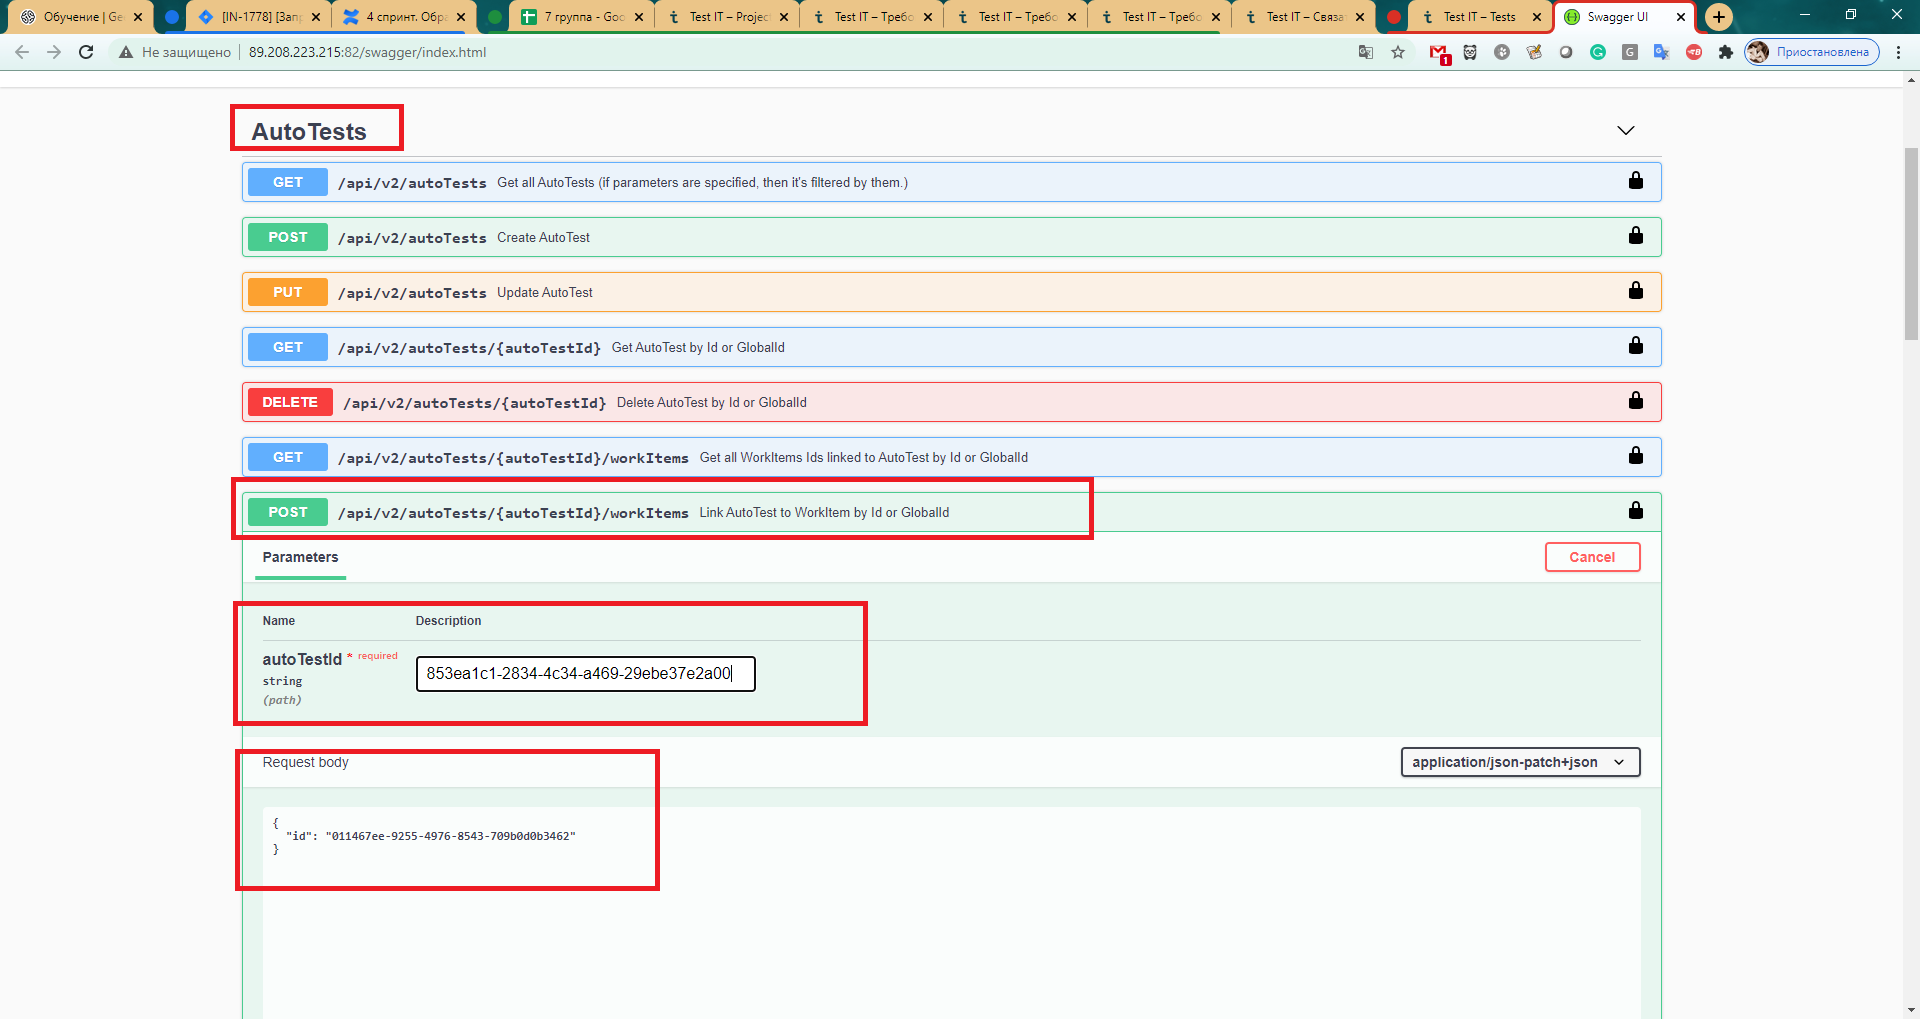 Обучение | Ge
[IN-1778] [Запр
4 спринт. Обра
7 группа - Goo
Test IT – Project
Test IT – Требо
Test IT – Требо
Test IT – Требо
Test IT – Связат
Test IT – Tests
Swagger UI
Не защищено
89.208.223.215:82/swagger/index.html
1
Приостановлена
AutoTests
GET /api/v2/autoTests Get all AutoTests (if parameters are specified, then it's filtered by them.)
POST /api/v2/autoTests Create AutoTest
PUT /api/v2/autoTests Update AutoTest
GET /api/v2/autoTests/{autoTestId} Get AutoTest by Id or GlobalId
DELETE /api/v2/autoTests/{autoTestId} Delete AutoTest by Id or GlobalId
GET /api/v2/autoTests/{autoTestId}/workItems Get all WorkItems Ids linked to AutoTest by Id or GlobalId
POST /api/v2/autoTests/{autoTestId}/workItems Link AutoTest to WorkItem by Id or GlobalId
Parameters
Cancel
Name Description
autoTestId * required
string
(path)
853ea1c1-2834-4c34-a469-29ebe37e2a00
Request body
application/json-patch+json
{
"id": "011467ee-9255-4976-8543-709b0d0b3462"
}